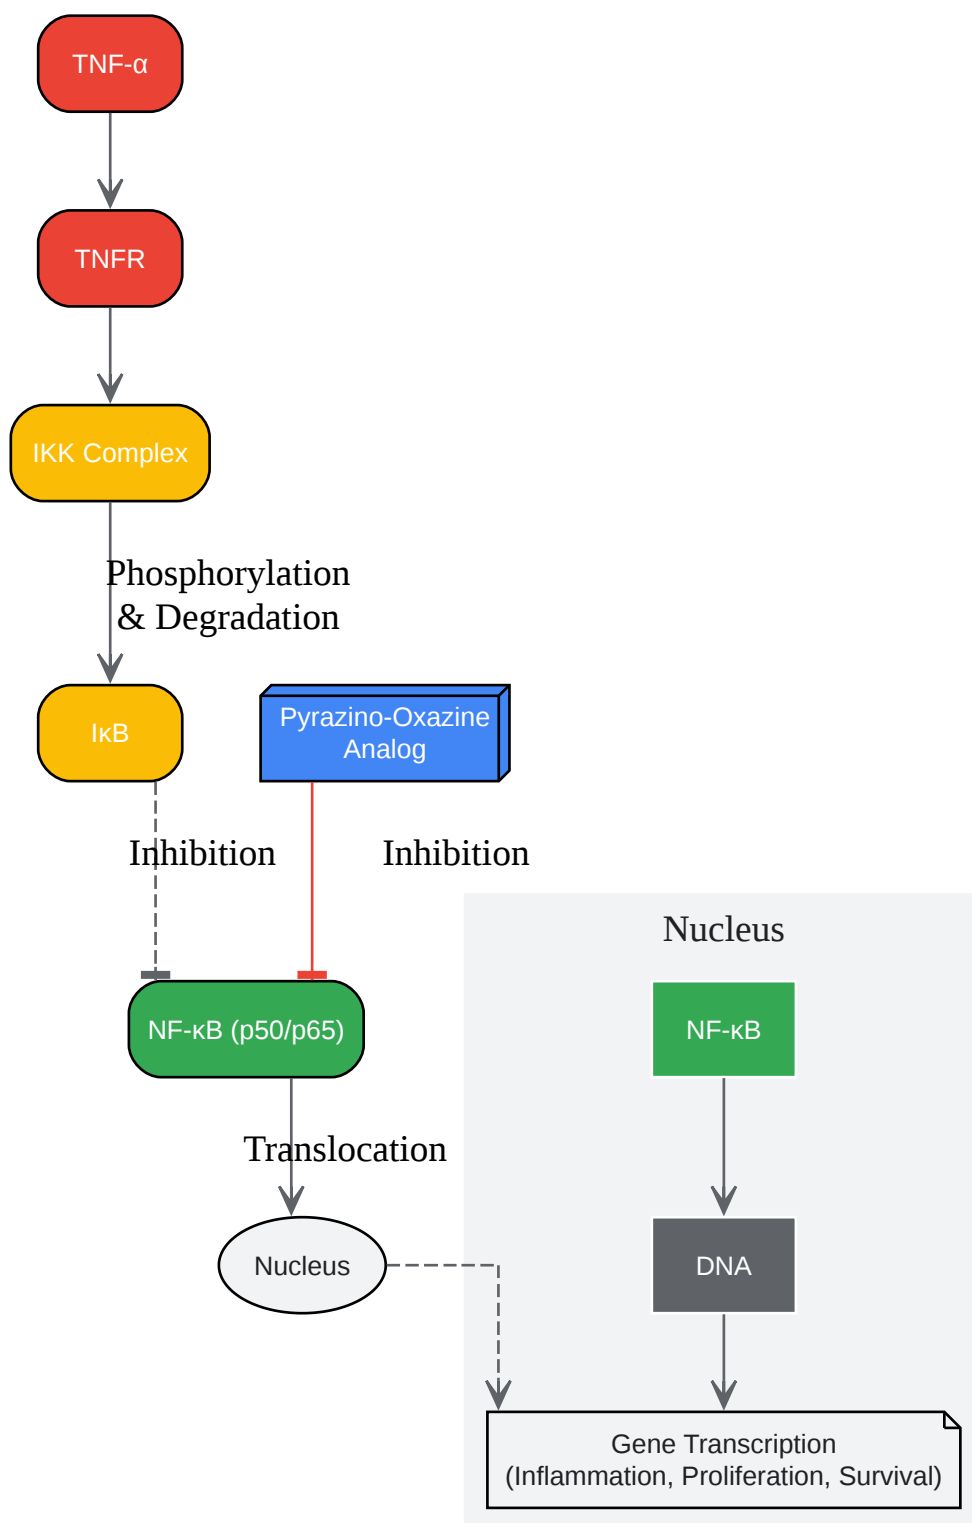 TNF-α
TNFR
IKK Complex
Phosphorylation
& Degradation
IκB
Pyrazino-Oxazine
Analog
Inhibition
Inhibition
Nucleus
NF-κB (p50/p65)
NF-κB
Translocation
Nucleus
DNA
Gene Transcription
(Inflammation, Proliferation, Survival)